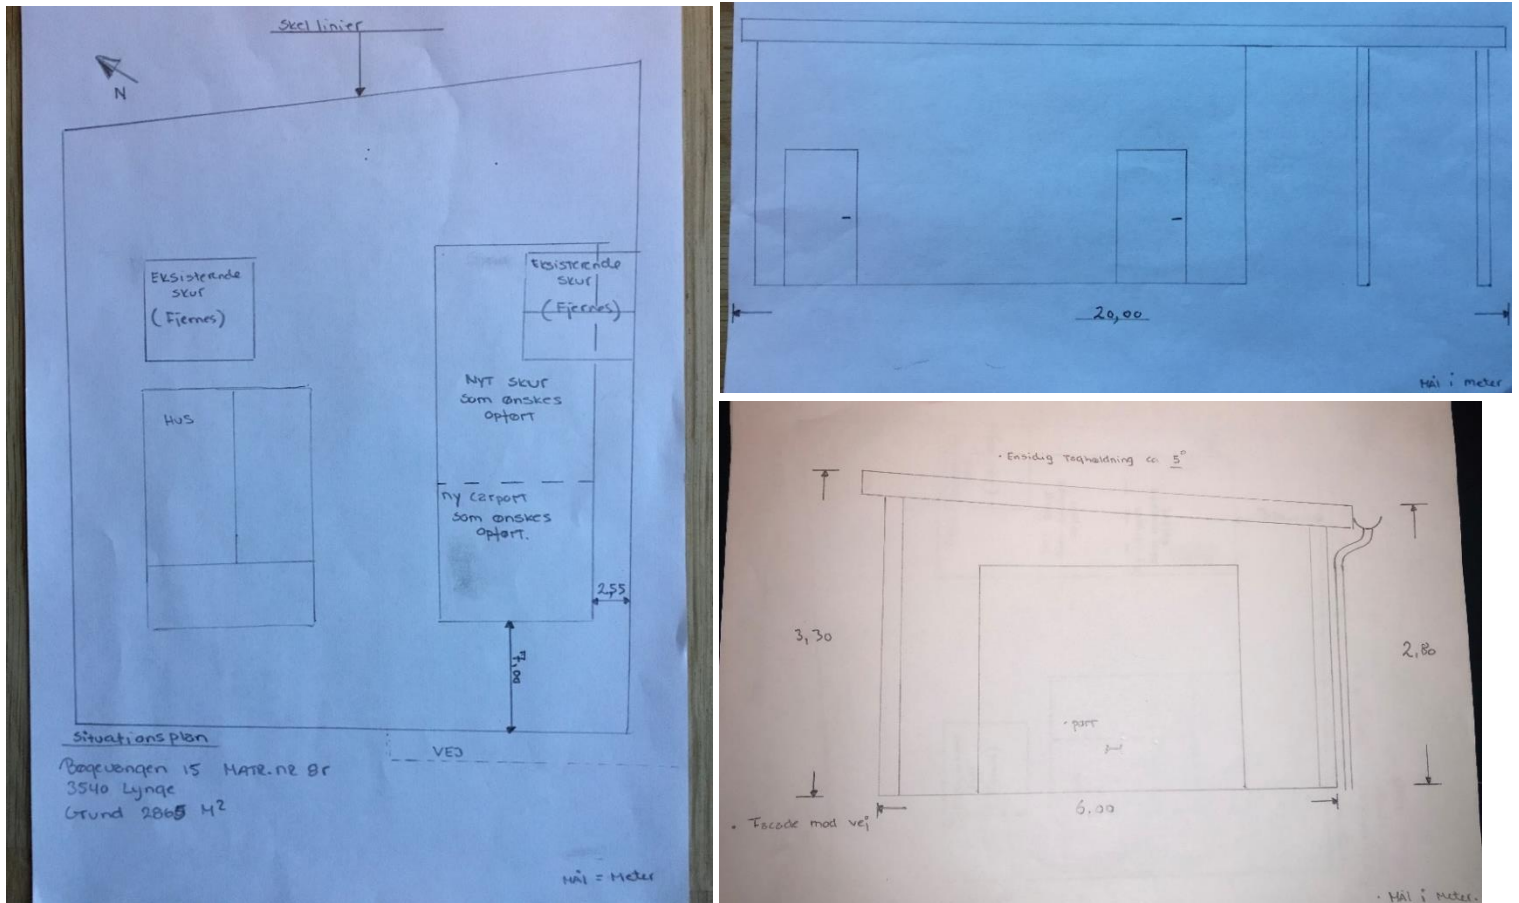 Skel linier
N
Eksisterende
skur
(Fjernes)
Eksisterende
skur
(Fjernes)
HUS
NYT SKUR
som ønskes
opført
ny carport
som ønskes
opført.
2,55
7,00
VEJ
Situationsplan
Bøgevangen 15 MATR.nr 8r
3540 Lynge
Grund 2865 M²
MÅl = Meter
20,00
MÅl i meter
• Ensidig Taghældning ca. 5°
3,30
2,80
• port
6,00
• Facade mod vej
• MÅl i Meter.